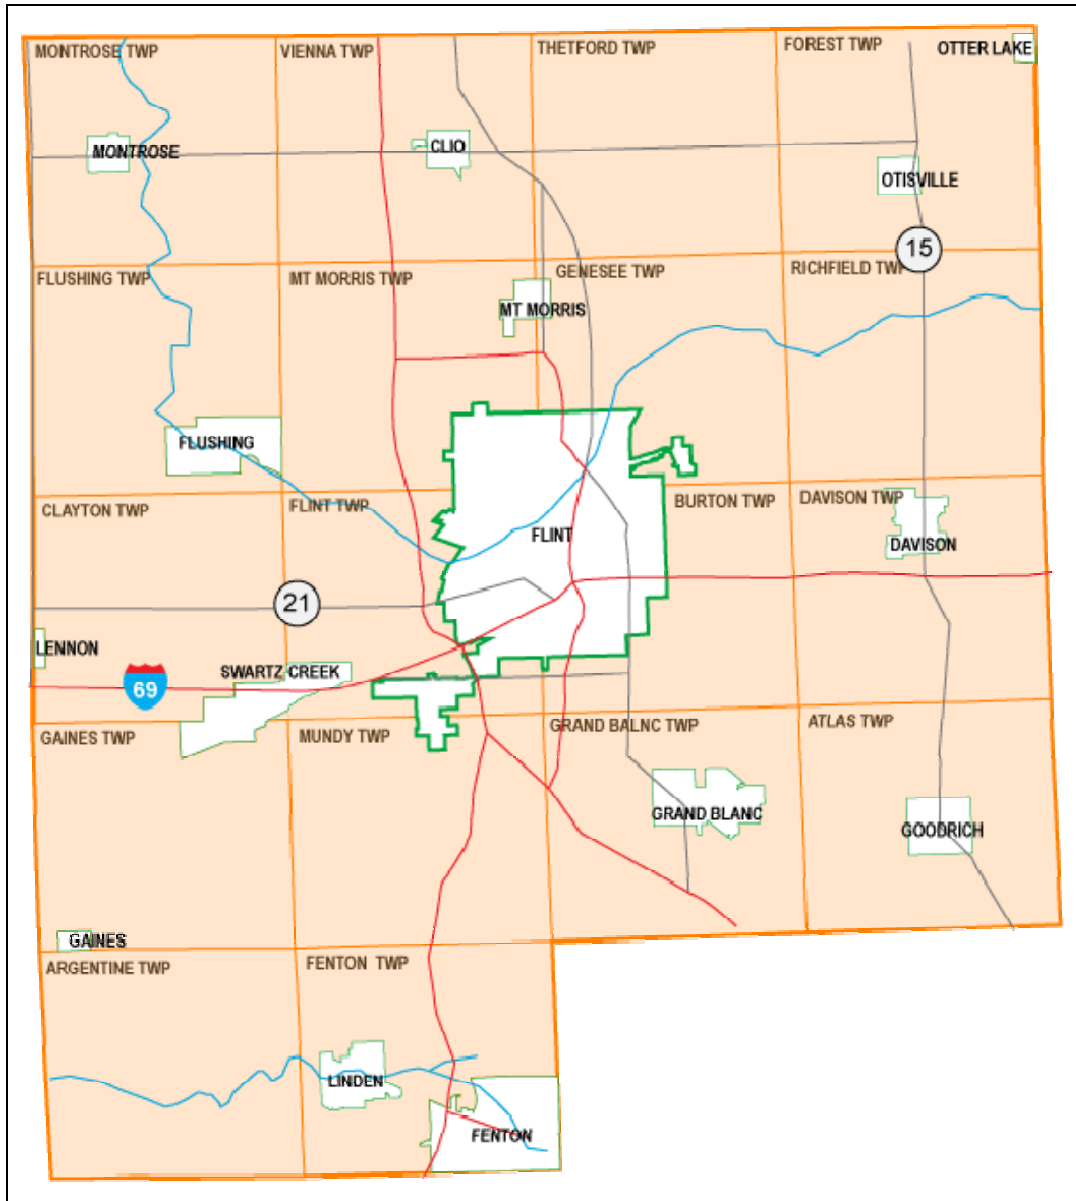 MONTROSE TWP
VIENNA TWP
THETFORD TWP
FOREST TWP
OTTER LAKE
MONTROSE
CLIO
OTISVILLE
15
FLUSHING TWP
MT MORRIS TWP
GENESEE TWP
RICHFIELD TWP
MT MORRIS
FLUSHING
CLAYTON TWP
FLINT TWP
BURTON TWP
DAVISON TWP
FLINT
DAVISON
21
LENNON
SWARTZ CREEK
69
GAINES TWP
MUNDY TWP
GRAND BALNC TWP
ATLAS TWP
GRAND BLANC
GOODRICH
GAINES
ARGENTINE TWP
FENTON TWP
LINDEN
FENTON